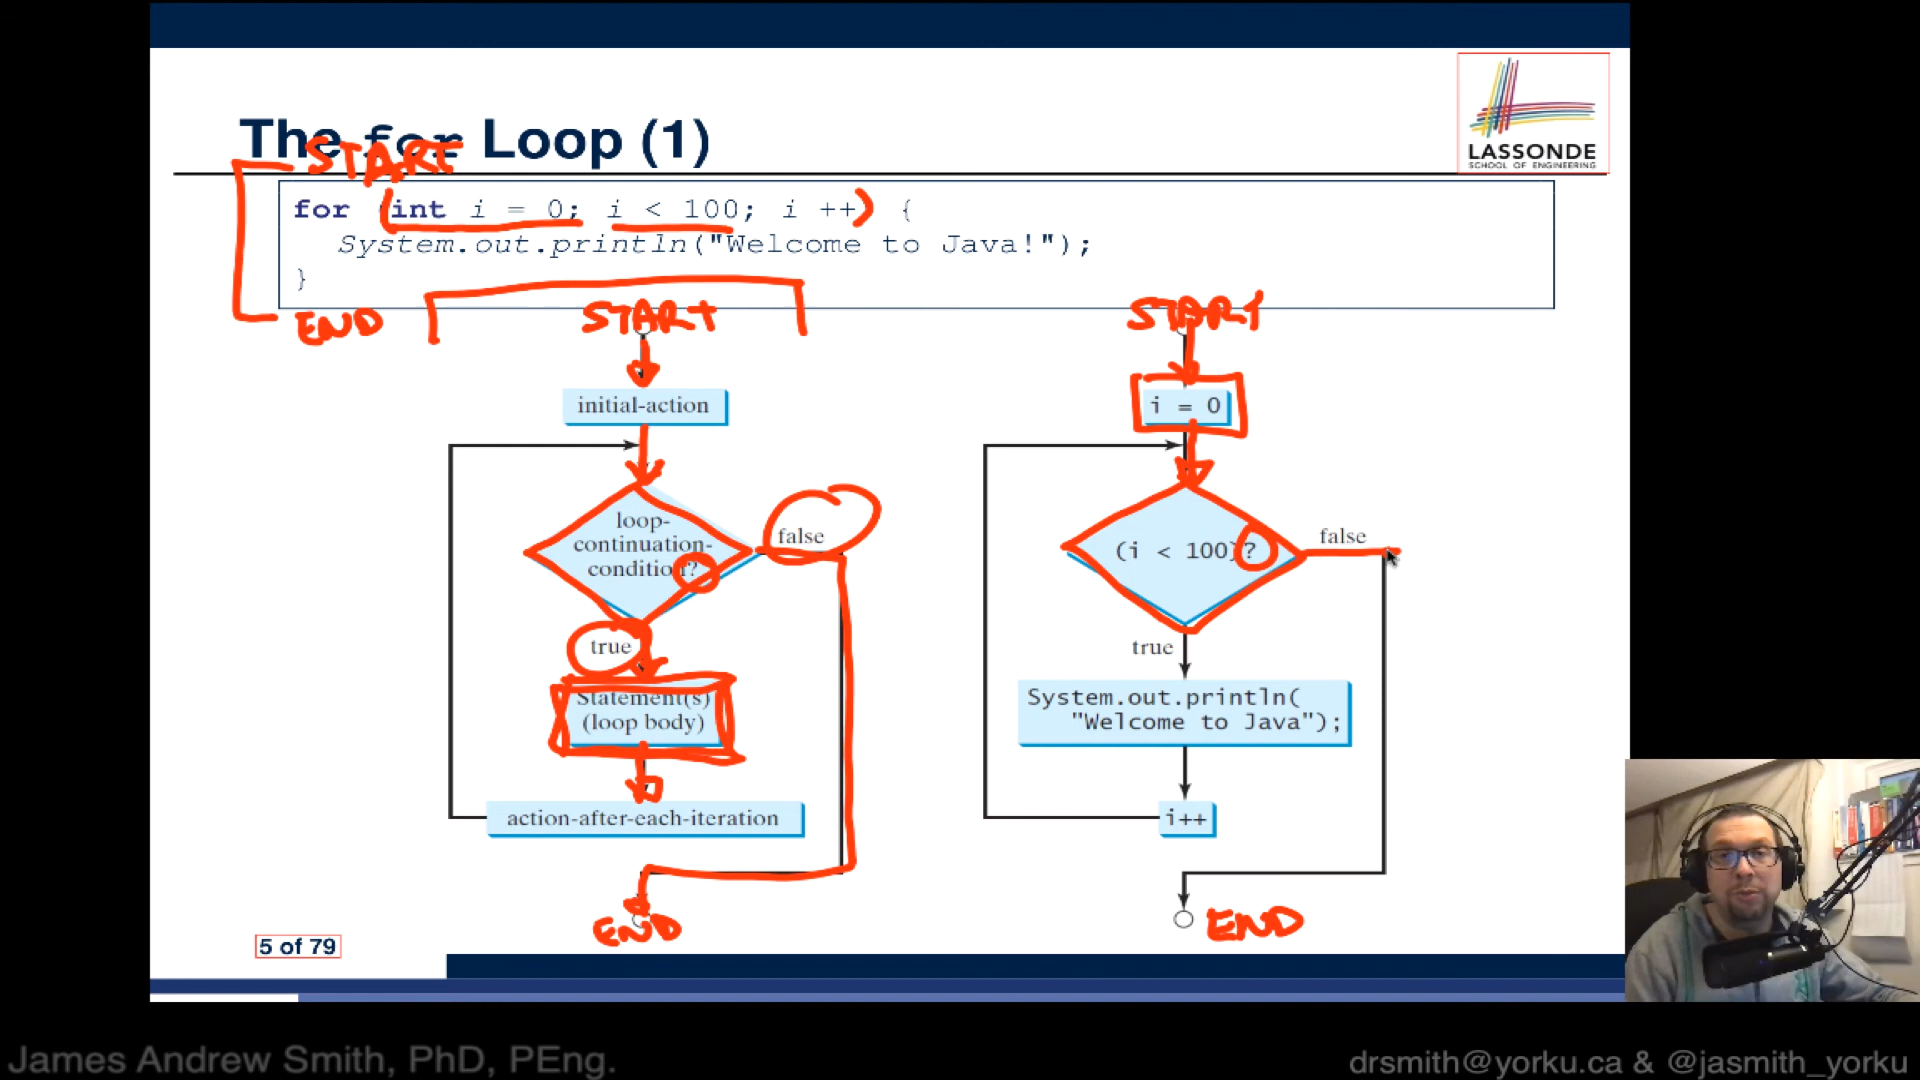 The for Loop (1)
LASSONDE
SCHOOL OF ENGINEERING
START
for (int i = 0; i < 100; i ++) {
System.out.println("Welcome to Java!");
}
END
START
START
initial-action
i = 0
loop-
continuation-
condition?
false
(i < 100)?
false
true
true
Statement(s)
(loop body)
System.out.println(
"Welcome to Java");
action-after-each-iteration
i++
END
END
5 of 79
James Andrew Smith, PhD, PEng.
drsmith@yorku.ca & @jasmith_yorku